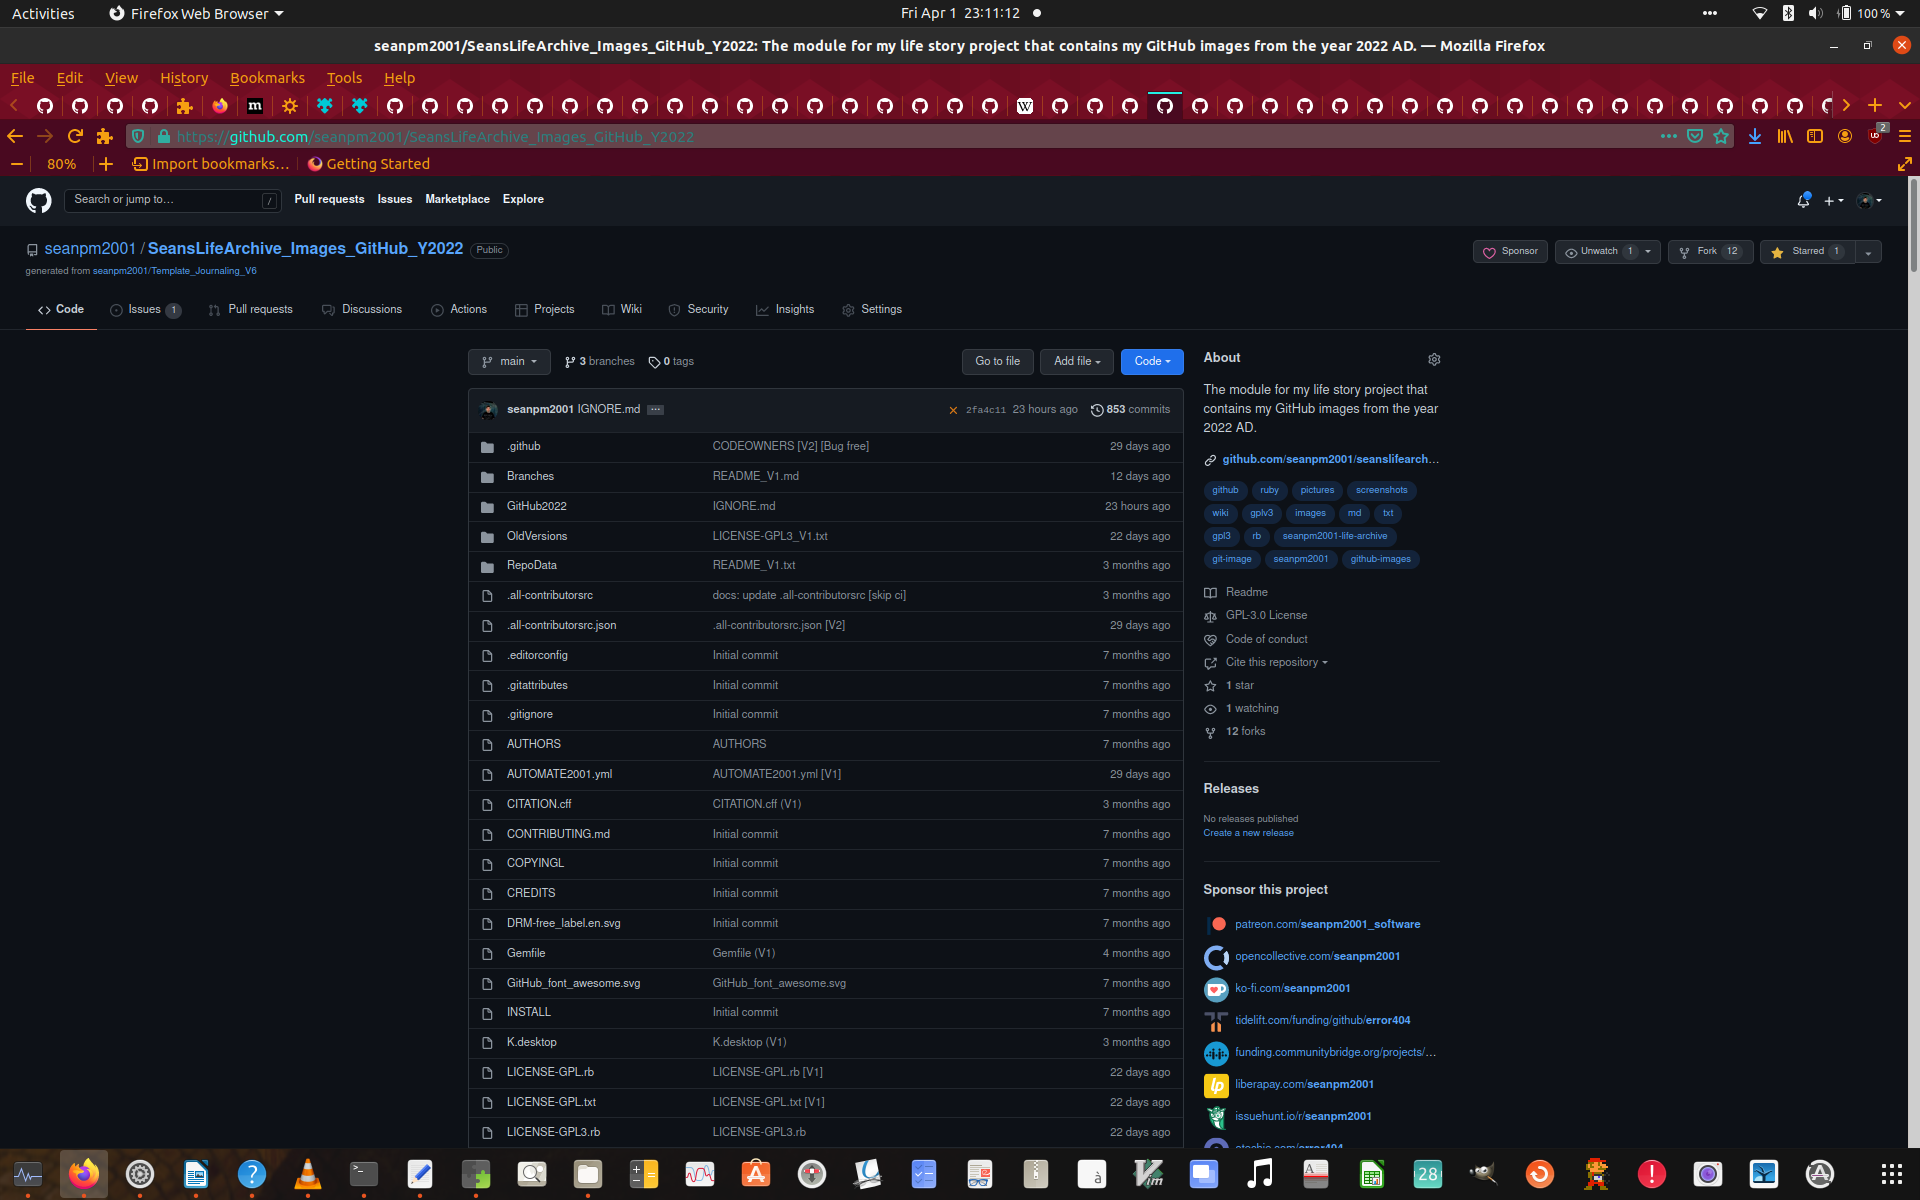 Activities
Firefox Web Browser
Fri Apr 1 23:11:12
100 %
seanpm2001/SeansLifeArchive_Images_GitHub_Y2022: The module for my life story project that contains my GitHub images from the year 2022 AD. — Mozilla Firefox
File Edit View History Bookmarks Tools Help
https://github.com/seanpm2001/SeansLifeArchive_Images_GitHub_Y2022
2
80%
Import bookmarks…
Getting Started
Search or jump to…
/
Pull requests Issues Marketplace Explore
seanpm2001 / SeansLifeArchive_Images_GitHub_Y2022 Public
generated from seanpm2001/Template_Journaling_V6
Sponsor
Unwatch 1
Fork 12
Starred 1
Code
Issues 1
Pull requests
Discussions
Actions
Projects
Wiki
Security
Insights
Settings
main
3 branches
0 tags
Go to file
Add file
Code
seanpm2001 IGNORE.md
2fa4c11 23 hours ago
853 commits
.github CODEOWNERS [V2] [Bug free] 29 days ago
Branches README_V1.md 12 days ago
GitHub2022 IGNORE.md 23 hours ago
OldVersions LICENSE-GPL3_V1.txt 22 days ago
RepoData README_V1.txt 3 months ago
.all-contributorsrc docs: update .all-contributorsrc [skip ci] 3 months ago
.all-contributorsrc.json .all-contributorsrc.json [V2] 29 days ago
.editorconfig Initial commit 7 months ago
.gitattributes Initial commit 7 months ago
.gitignore Initial commit 7 months ago
AUTHORS AUTHORS 7 months ago
AUTOMATE2001.yml AUTOMATE2001.yml [V1] 29 days ago
CITATION.cff CITATION.cff (V1) 3 months ago
CONTRIBUTING.md Initial commit 7 months ago
COPYINGL Initial commit 7 months ago
CREDITS Initial commit 7 months ago
DRM-free_label.en.svg Initial commit 7 months ago
Gemfile Gemfile (V1) 4 months ago
GitHub_font_awesome.svg GitHub_font_awesome.svg 7 months ago
INSTALL Initial commit 7 months ago
K.desktop K.desktop (V1) 3 months ago
LICENSE-GPL.rb LICENSE-GPL.rb [V1] 22 days ago
LICENSE-GPL.txt LICENSE-GPL.txt [V1] 22 days ago
LICENSE-GPL3.rb LICENSE-GPL3.rb 22 days ago
About
The module for my life story project that
contains my GitHub images from the year
2022 AD.
github.com/seanpm2001/seanslifearch…
github ruby pictures screenshots
wiki gplv3 images md txt
gpl3 rb seanpm2001-life-archive
git-image seanpm2001 github-images
Readme
GPL-3.0 License
Code of conduct
Cite this repository
1 star
1 watching
12 forks
Releases
No releases published
Create a new release
Sponsor this project
patreon.com/seanpm2001_software
opencollective.com/seanpm2001
ko-fi.com/seanpm2001
tidelift.com/funding/github/error404
funding.communitybridge.org/projects/…
liberapay.com/seanpm2001
issuehunt.io/r/seanpm2001
28